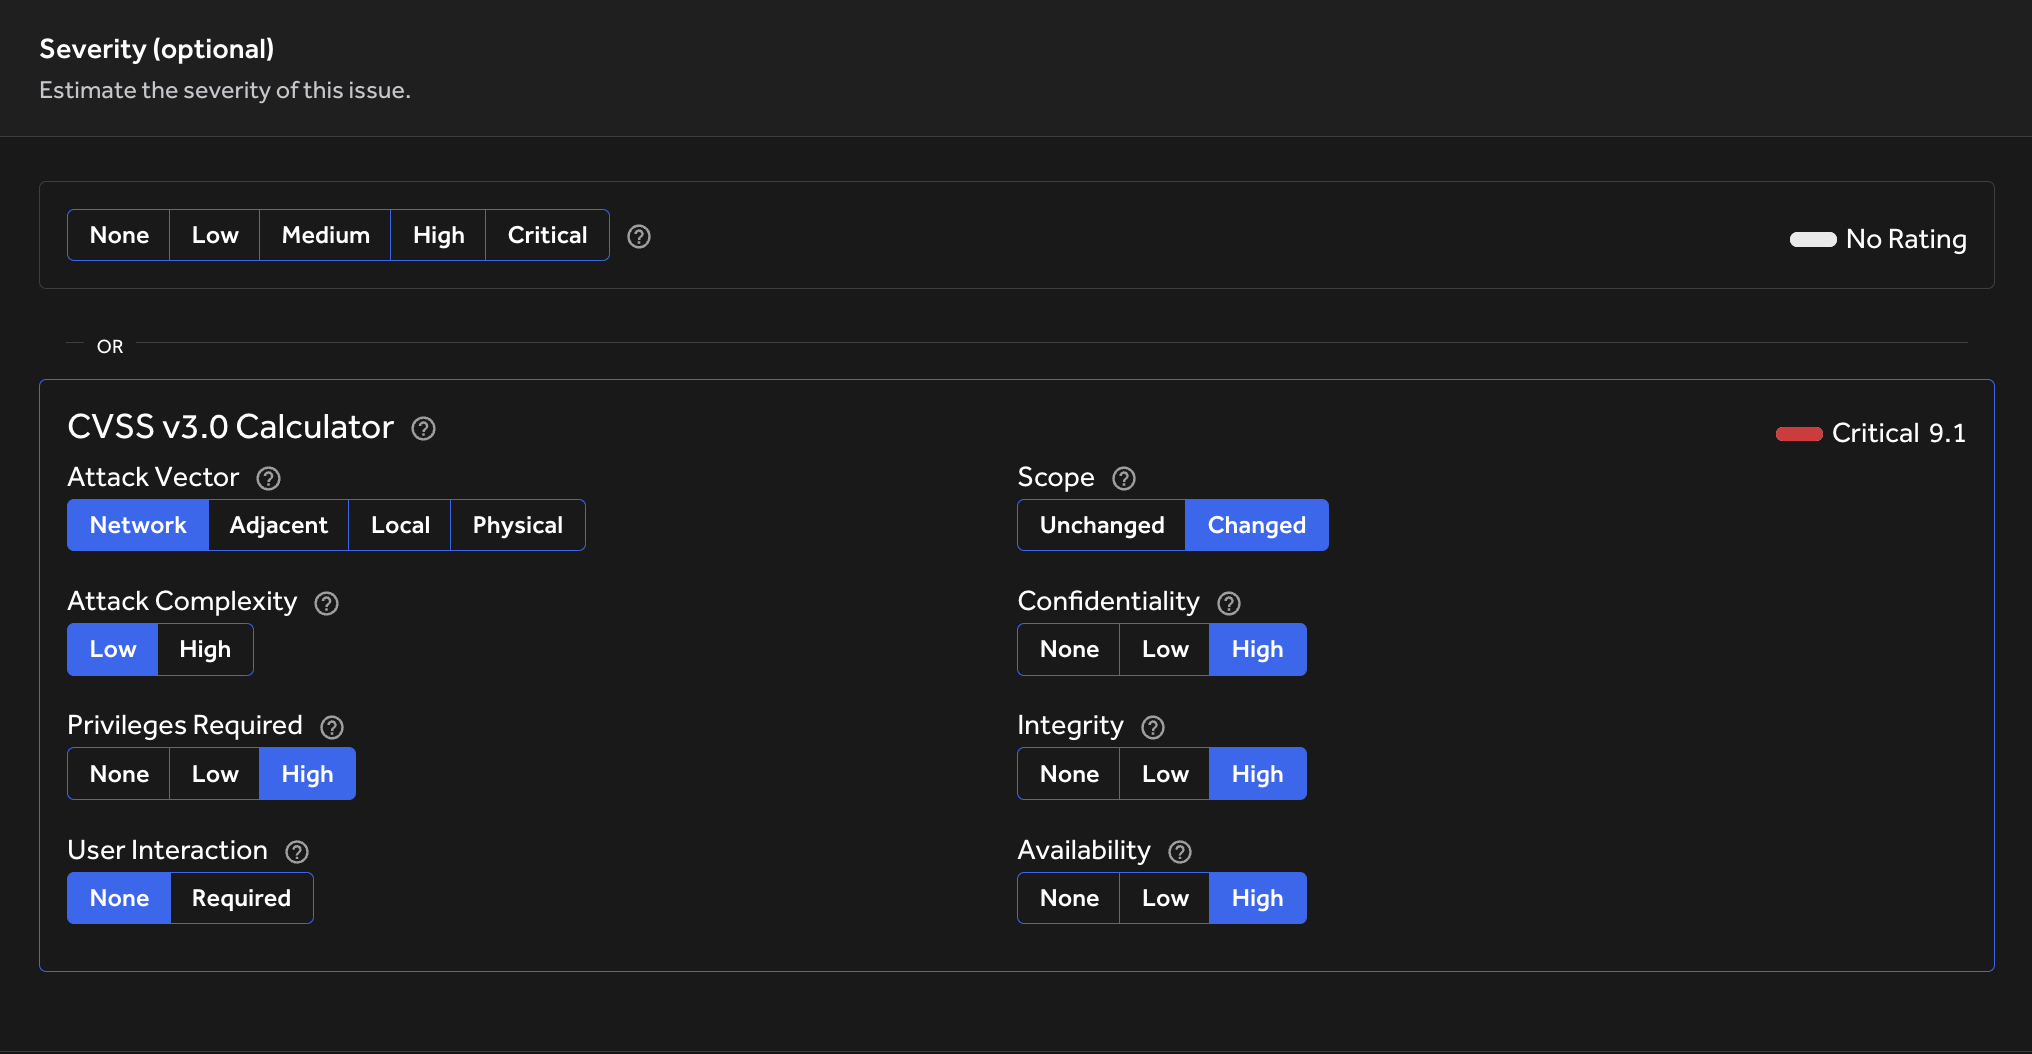 Severity (optional)
Estimate the severity of this issue.
None Low Medium High Critical ?
No Rating
OR
CVSS v3.0 Calculator ?
Critical 9.1
Attack Vector ?
Network Adjacent Local Physical
Scope ?
Unchanged Changed
Attack Complexity ?
Low High
Confidentiality ?
None Low High
Privileges Required ?
None Low High
Integrity ?
None Low High
User Interaction ?
None Required
Availability ?
None Low High